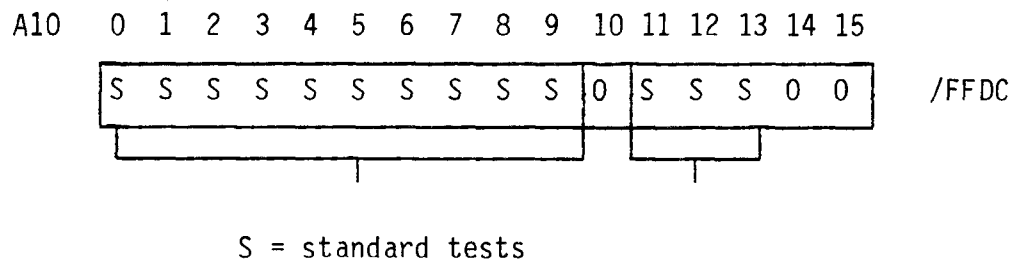 A10 0 1 2 3 4 5 6 7 8 9 10 11 12 13 14 15
S S S S S S S S S S 0 S S S 0 0 /FFDC
S = standard tests